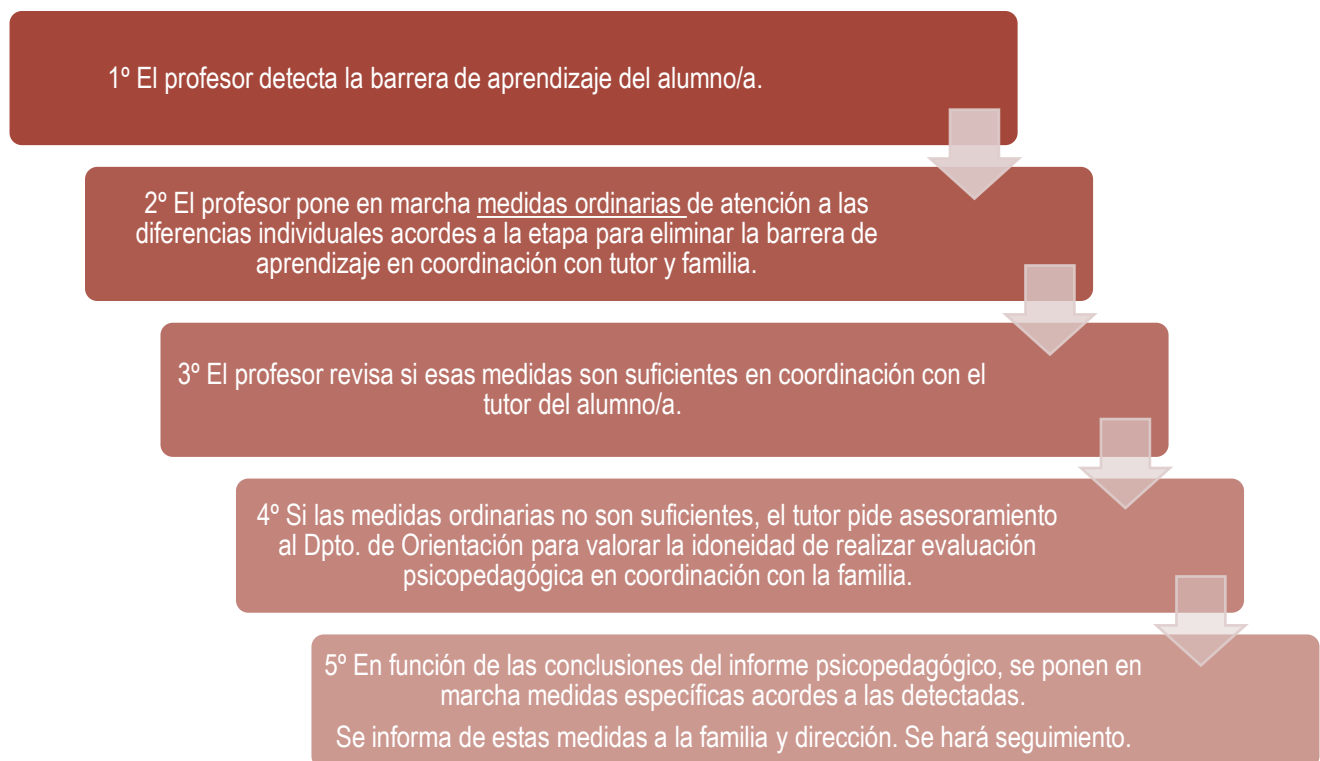 1º El profesor detecta la barrera de aprendizaje del alumno/a.
2º El profesor pone en marcha medidas ordinarias de atención a las
diferencias individuales acordes a la etapa para eliminar la barrera de
aprendizaje en coordinación con tutor y familia.
3º El profesor revisa si esas medidas son suficientes en coordinación con el
tutor del alumno/a.
4º Si las medidas ordinarias no son suficientes, el tutor pide asesoramiento
al Dpto. de Orientación para valorar la idoneidad de realizar evaluación
psicopedagógica en coordinación con la familia.
5º En función de las conclusiones del informe psicopedagógico, se ponen en
marcha medidas específicas acordes a las detectadas.
Se informa de estas medidas a la familia y dirección. Se hará seguimiento.